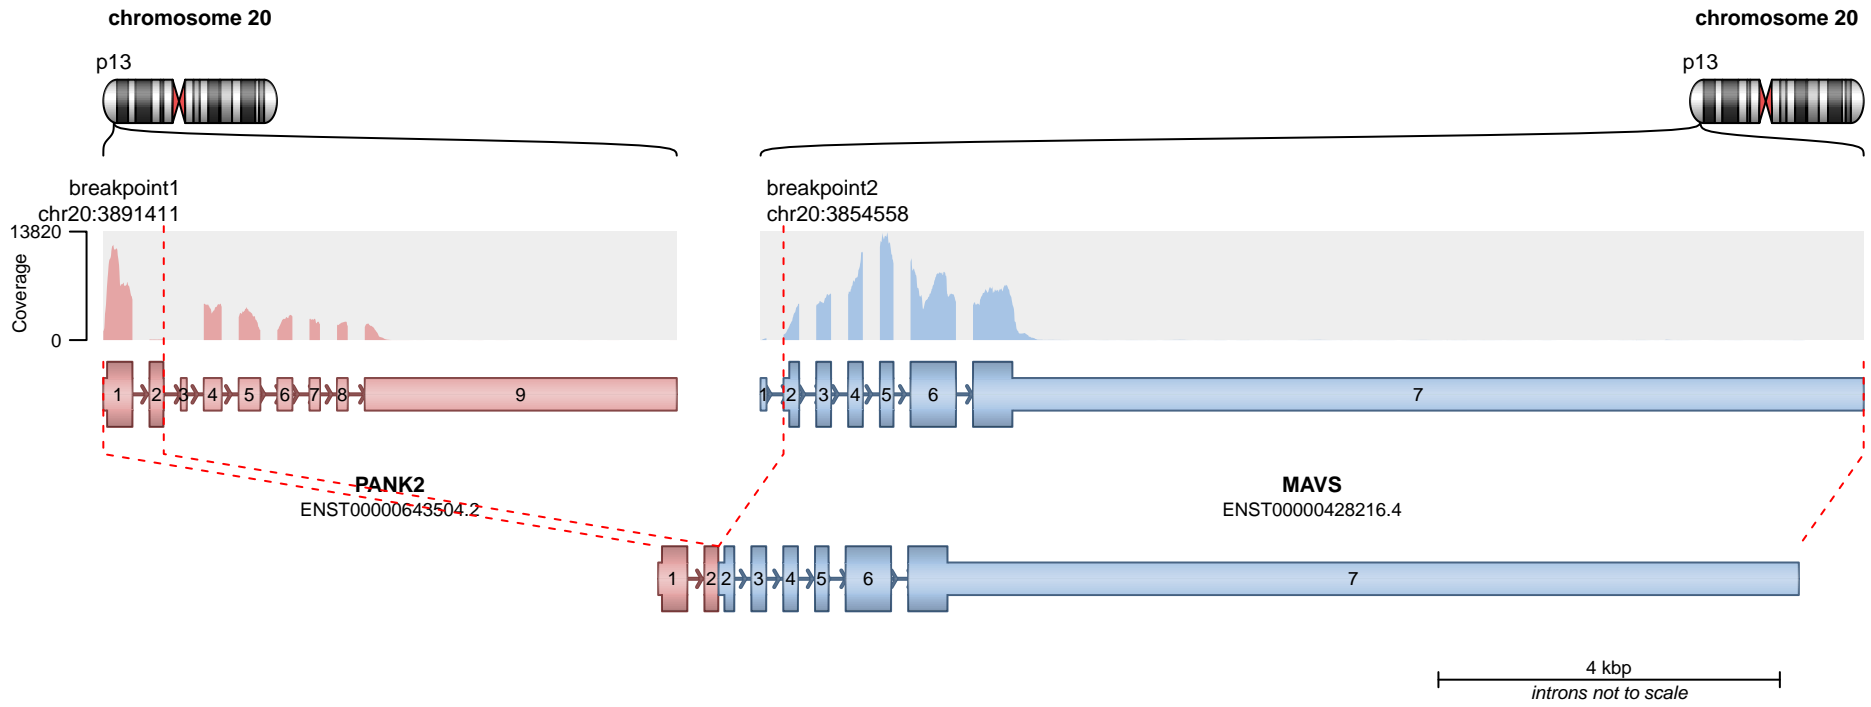 chromosome 20
chromosome 20
p13
p13
breakpoint1
chr20:3891411
breakpoint2
chr20:3854558
13820
Coverage
0
1 2 3 4 5 6 7 8 9
1 2 3 4 5 6 7
PANK2
ENST00000643504.2
MAVS
ENST00000428216.4
1 2 2 3 4 5 6 7
4 kbp
introns not to scale